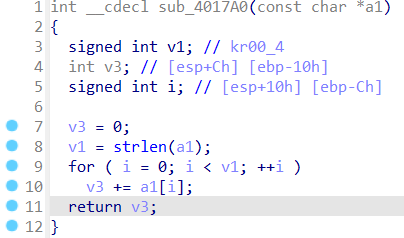 1 int __cdecl sub_4017A0(const char *a1)
2 {
3 signed int v1; // kr00_4
4 int v3; // [esp+Ch] [ebp-10h]
5 signed int i; // [esp+10h] [ebp-Ch]
6
7 v3 = 0;
8 v1 = strlen(a1);
9 for ( i = 0; i < v1; ++i )
10 v3 += a1[i];
11 return v3;
12 }